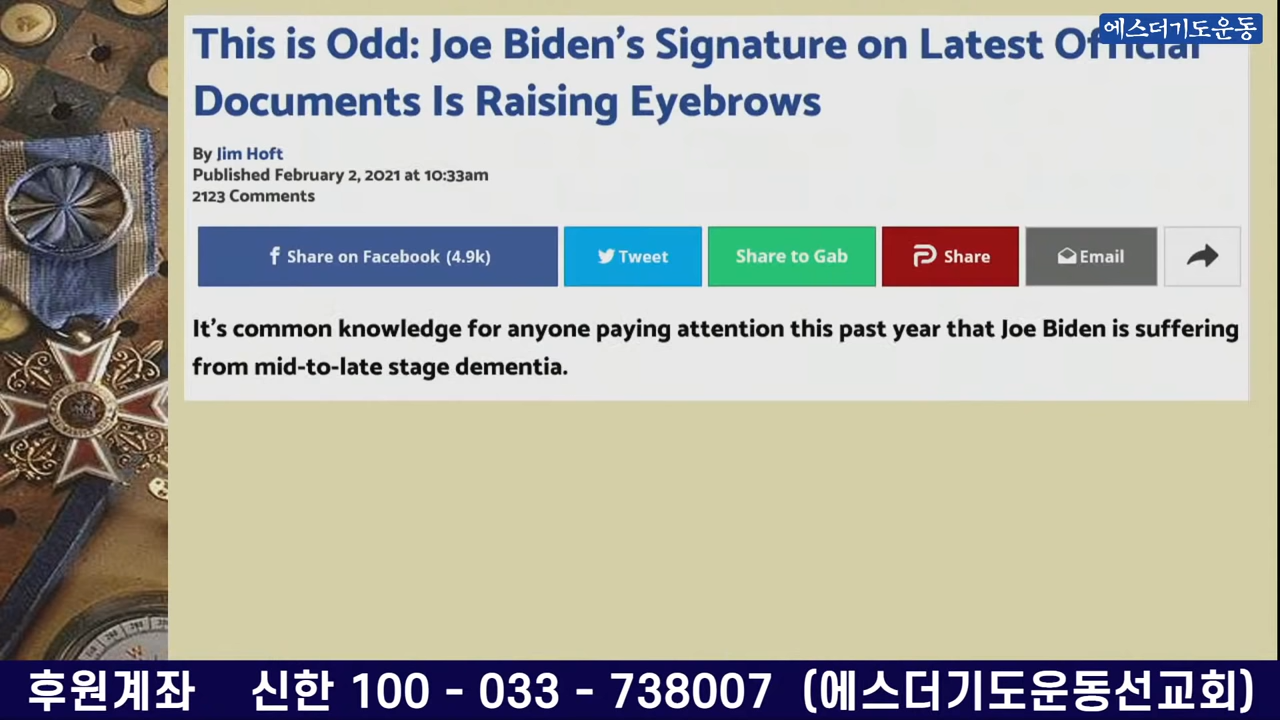 에스더기도운동
This is Odd: Joe Biden's Signature on Latest Official
Documents Is Raising Eyebrows
By Jim Hoft
Published February 2, 2021 at 10:33am
2123 Comments
Share on Facebook (4.9k)
Tweet
Share to Gab
Share
Email
It's common knowledge for anyone paying attention this past year that Joe Biden is suffering
from mid-to-late stage dementia.
후원계좌 신한 100 - 033 - 738007 (에스더기도운동선교회)